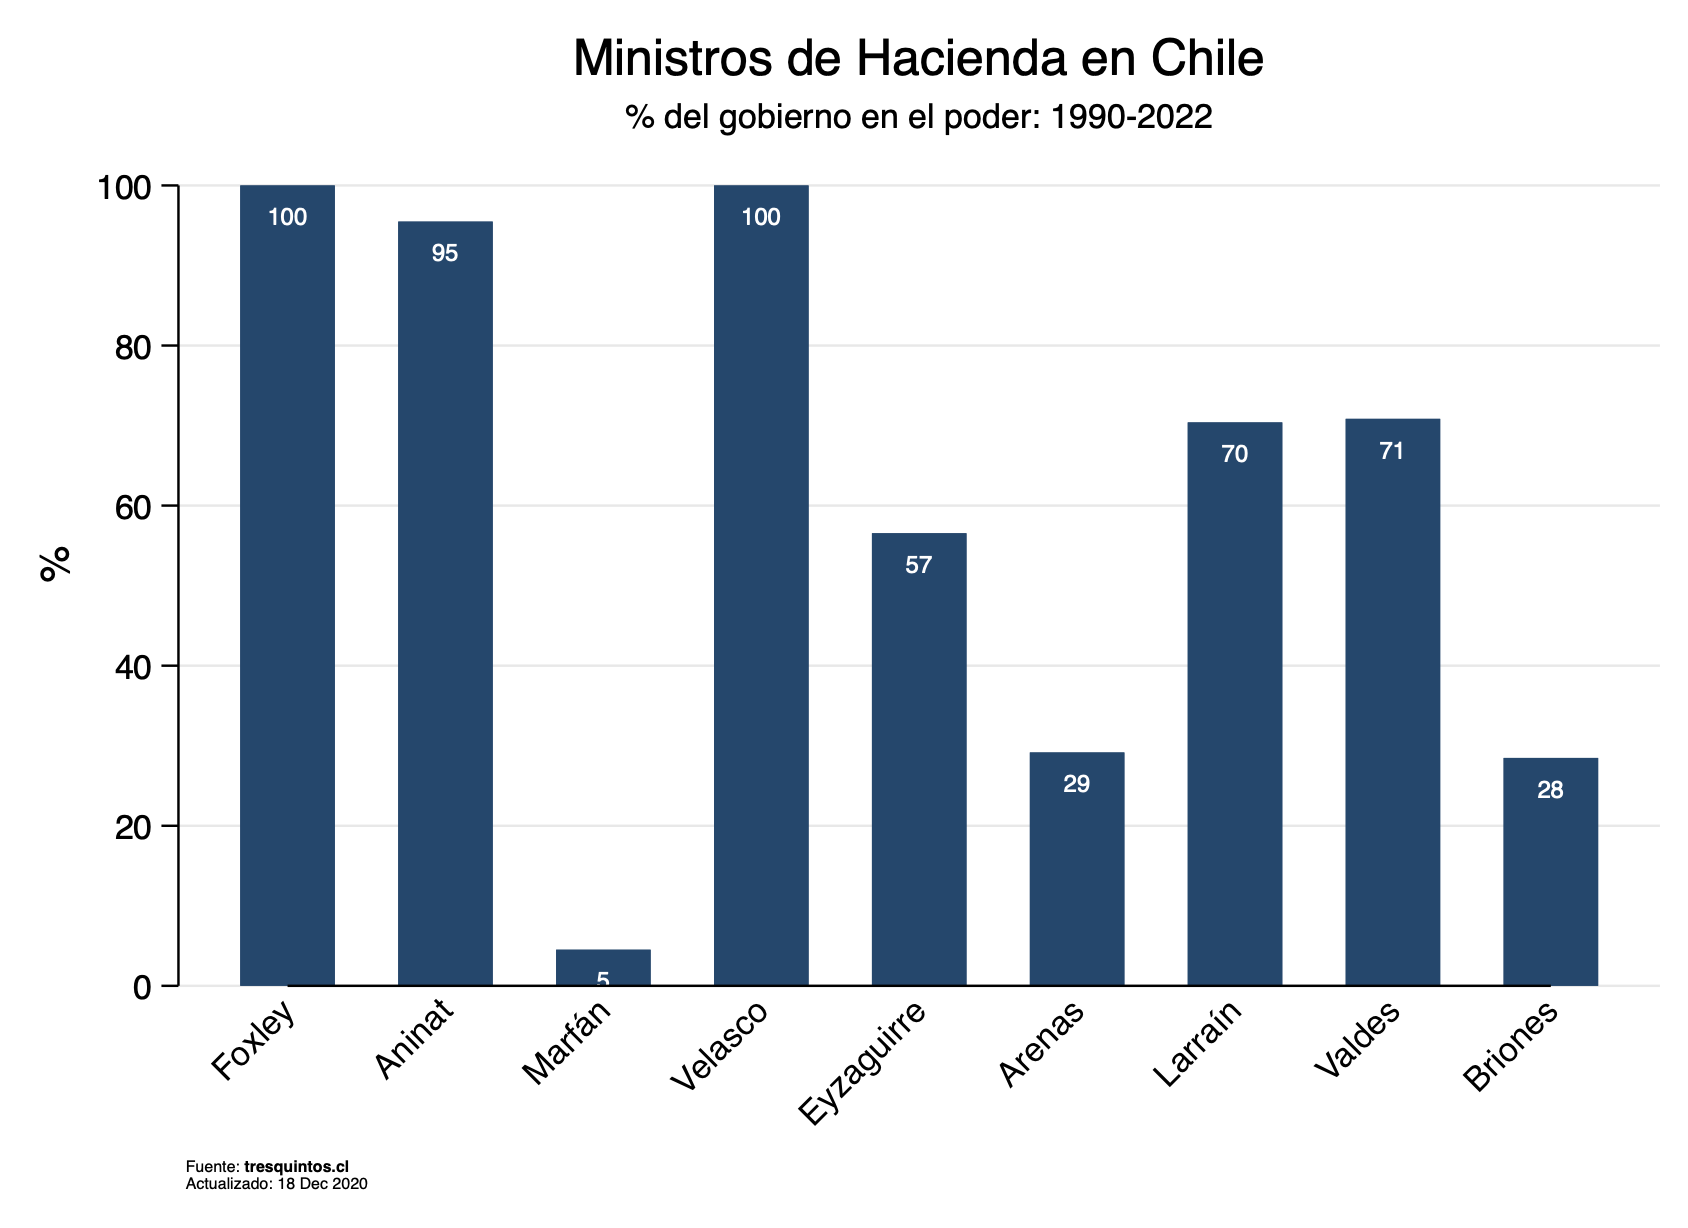 Ministros de Hacienda en Chile
% del gobierno en el poder: 1990-2022
%
100
80
60
40
20
0
100
95
5
100
57
29
70
71
28
Foxley
Aninat
Marfán
Velasco
Eyzaguirre
Arenas
Larraín
Valdes
Briones
Fuente: tresquintos.cl
Actualizado: 18 Dec 2020